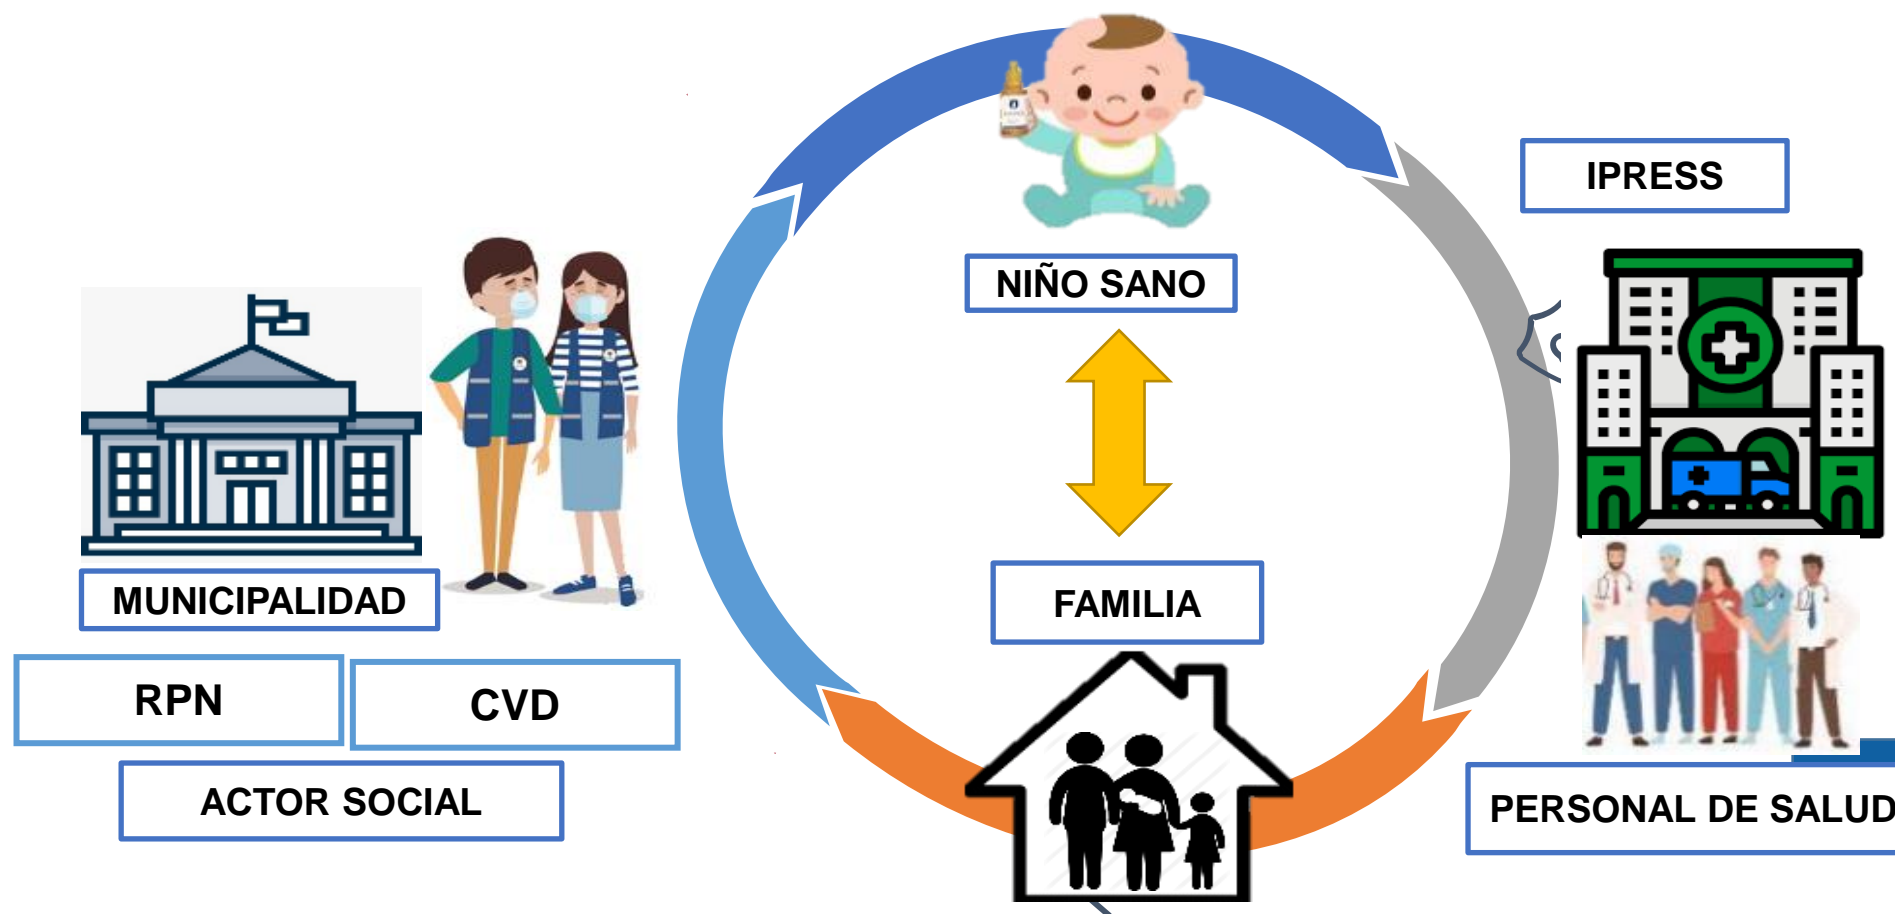 NIÑO SANO
IPRESS
FAMILIA
MUNICIPALIDAD
RPN
CVD
ACTOR SOCIAL
PERSONAL DE SALUD